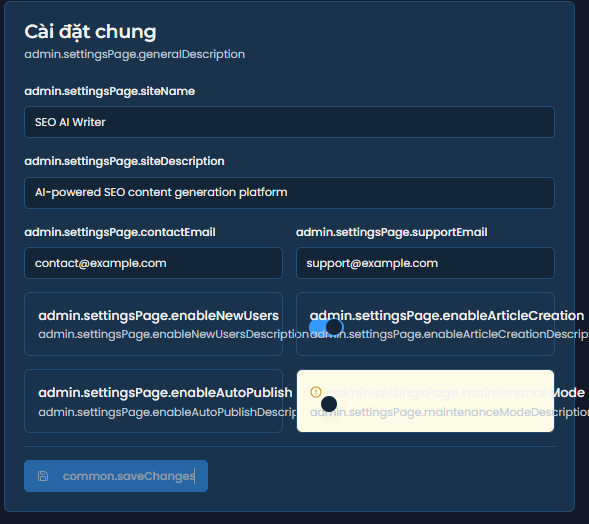 Cài đặt chung
admin.settingsPage.generalDescription
admin.settingsPage.siteName
SEO AI Writer
admin.settingsPage.siteDescription
AI-powered SEO content generation platform
admin.settingsPage.contactEmail
admin.settingsPage.supportEmail
contact@example.com
support@example.com
admin.settingsPage.enableNewUsers
admin.settingsPage.enableNewUsersDescription
admin.settingsPage.enableArticleCreation
admin.settingsPage.enableArticleCreationDescrip
admin.settingsPage.enableAutoPublish
admin.settingsPage.enableAutoPublishDescrip
admin.settingsPage.maintenanceMode
admin.settingsPage.maintenanceModeDescription
common.saveChanges